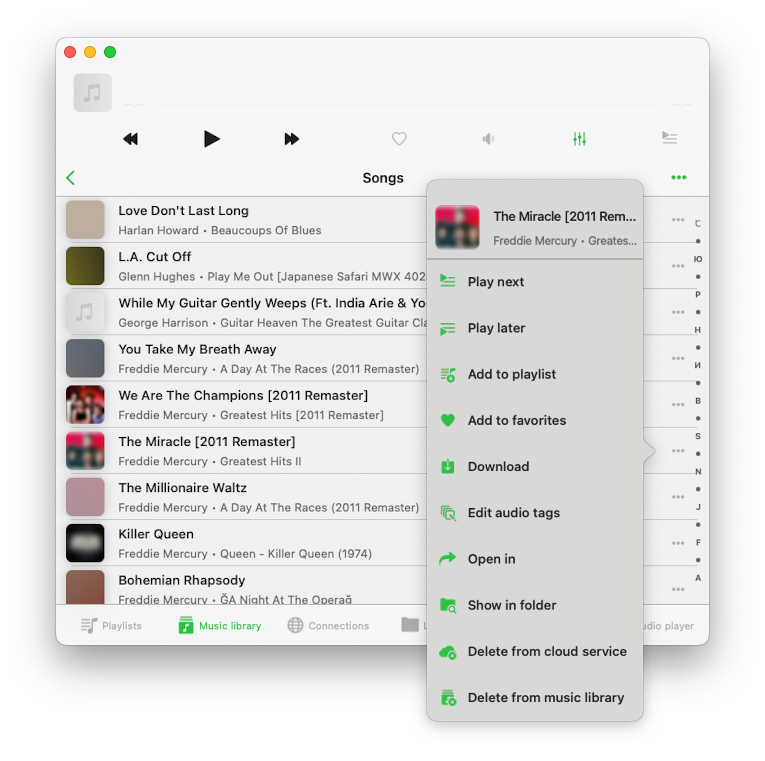 --:--
--:--
Songs
Love Don't Last Long
Harlan Howard • Beaucoups Of Blues
L.A. Cut Off
Glenn Hughes • Play Me Out [Japanese Safari MWX 402
While My Guitar Gently Weeps (Ft. India Arie & Yo
George Harrison • Guitar Heaven The Greatest Guitar Cla
You Take My Breath Away
Freddie Mercury • A Day At The Races (2011 Remaster)
We Are The Champions [2011 Remaster]
Freddie Mercury • Greatest Hits [2011 Remaster]
The Miracle [2011 Remaster]
Freddie Mercury • Greatest Hits II
The Millionaire Waltz
Freddie Mercury • A Day At The Races (2011 Remaster)
Killer Queen
Freddie Mercury • Queen - Killer Queen (1974)
Bohemian Rhapsody
Freddie Mercury • ĞA Night At The Operağ
The Miracle [2011 Rem...
Freddie Mercury • Greates...
Play next
Play later
Add to playlist
Add to favorites
Download
Edit audio tags
Open in
Show in folder
Delete from cloud service
Delete from music library
С
Ю
Р
Н
И
В
S
N
J
F
A
Playlists
Music library
Connections
L
udio player